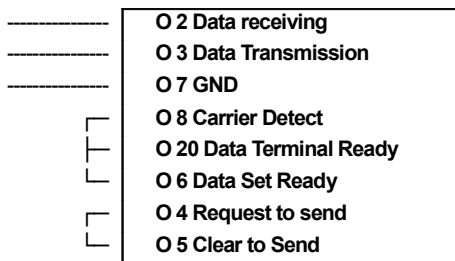 O 2 Data receiving
O 3 Data Transmission
O 7 GND
O 8 Carrier Detect
O 20 Data Terminal Ready
O 6 Data Set Ready
O 4 Request to send
O 5 Clear to Send